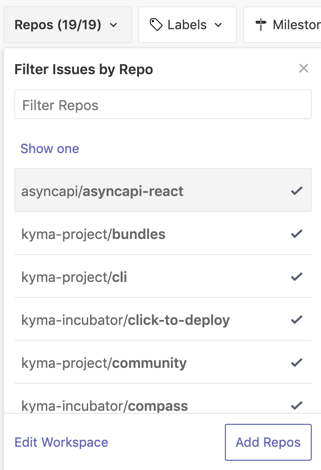 Repos (19/19)
Labels
Mileston
Filter Issues by Repo
Filter Repos
Show one
asyncapi/asyncapi-react
kyma-project/bundles
kyma-project/cli
kyma-incubator/click-to-deploy
kyma-project/community
kyma-incubator/compass
Edit Workspace
Add Repos